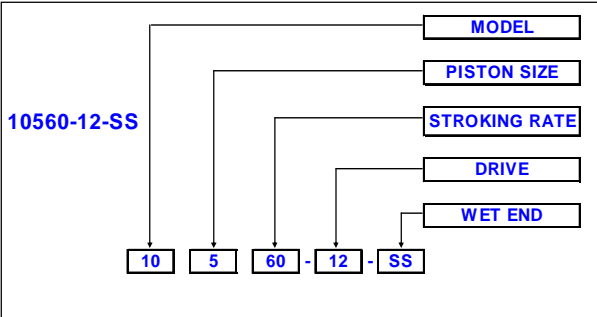 MODEL
PISTON SIZE
10560-12-SS
STROKING RATE
DRIVE
WET END
10 5 60 - 12 - SS